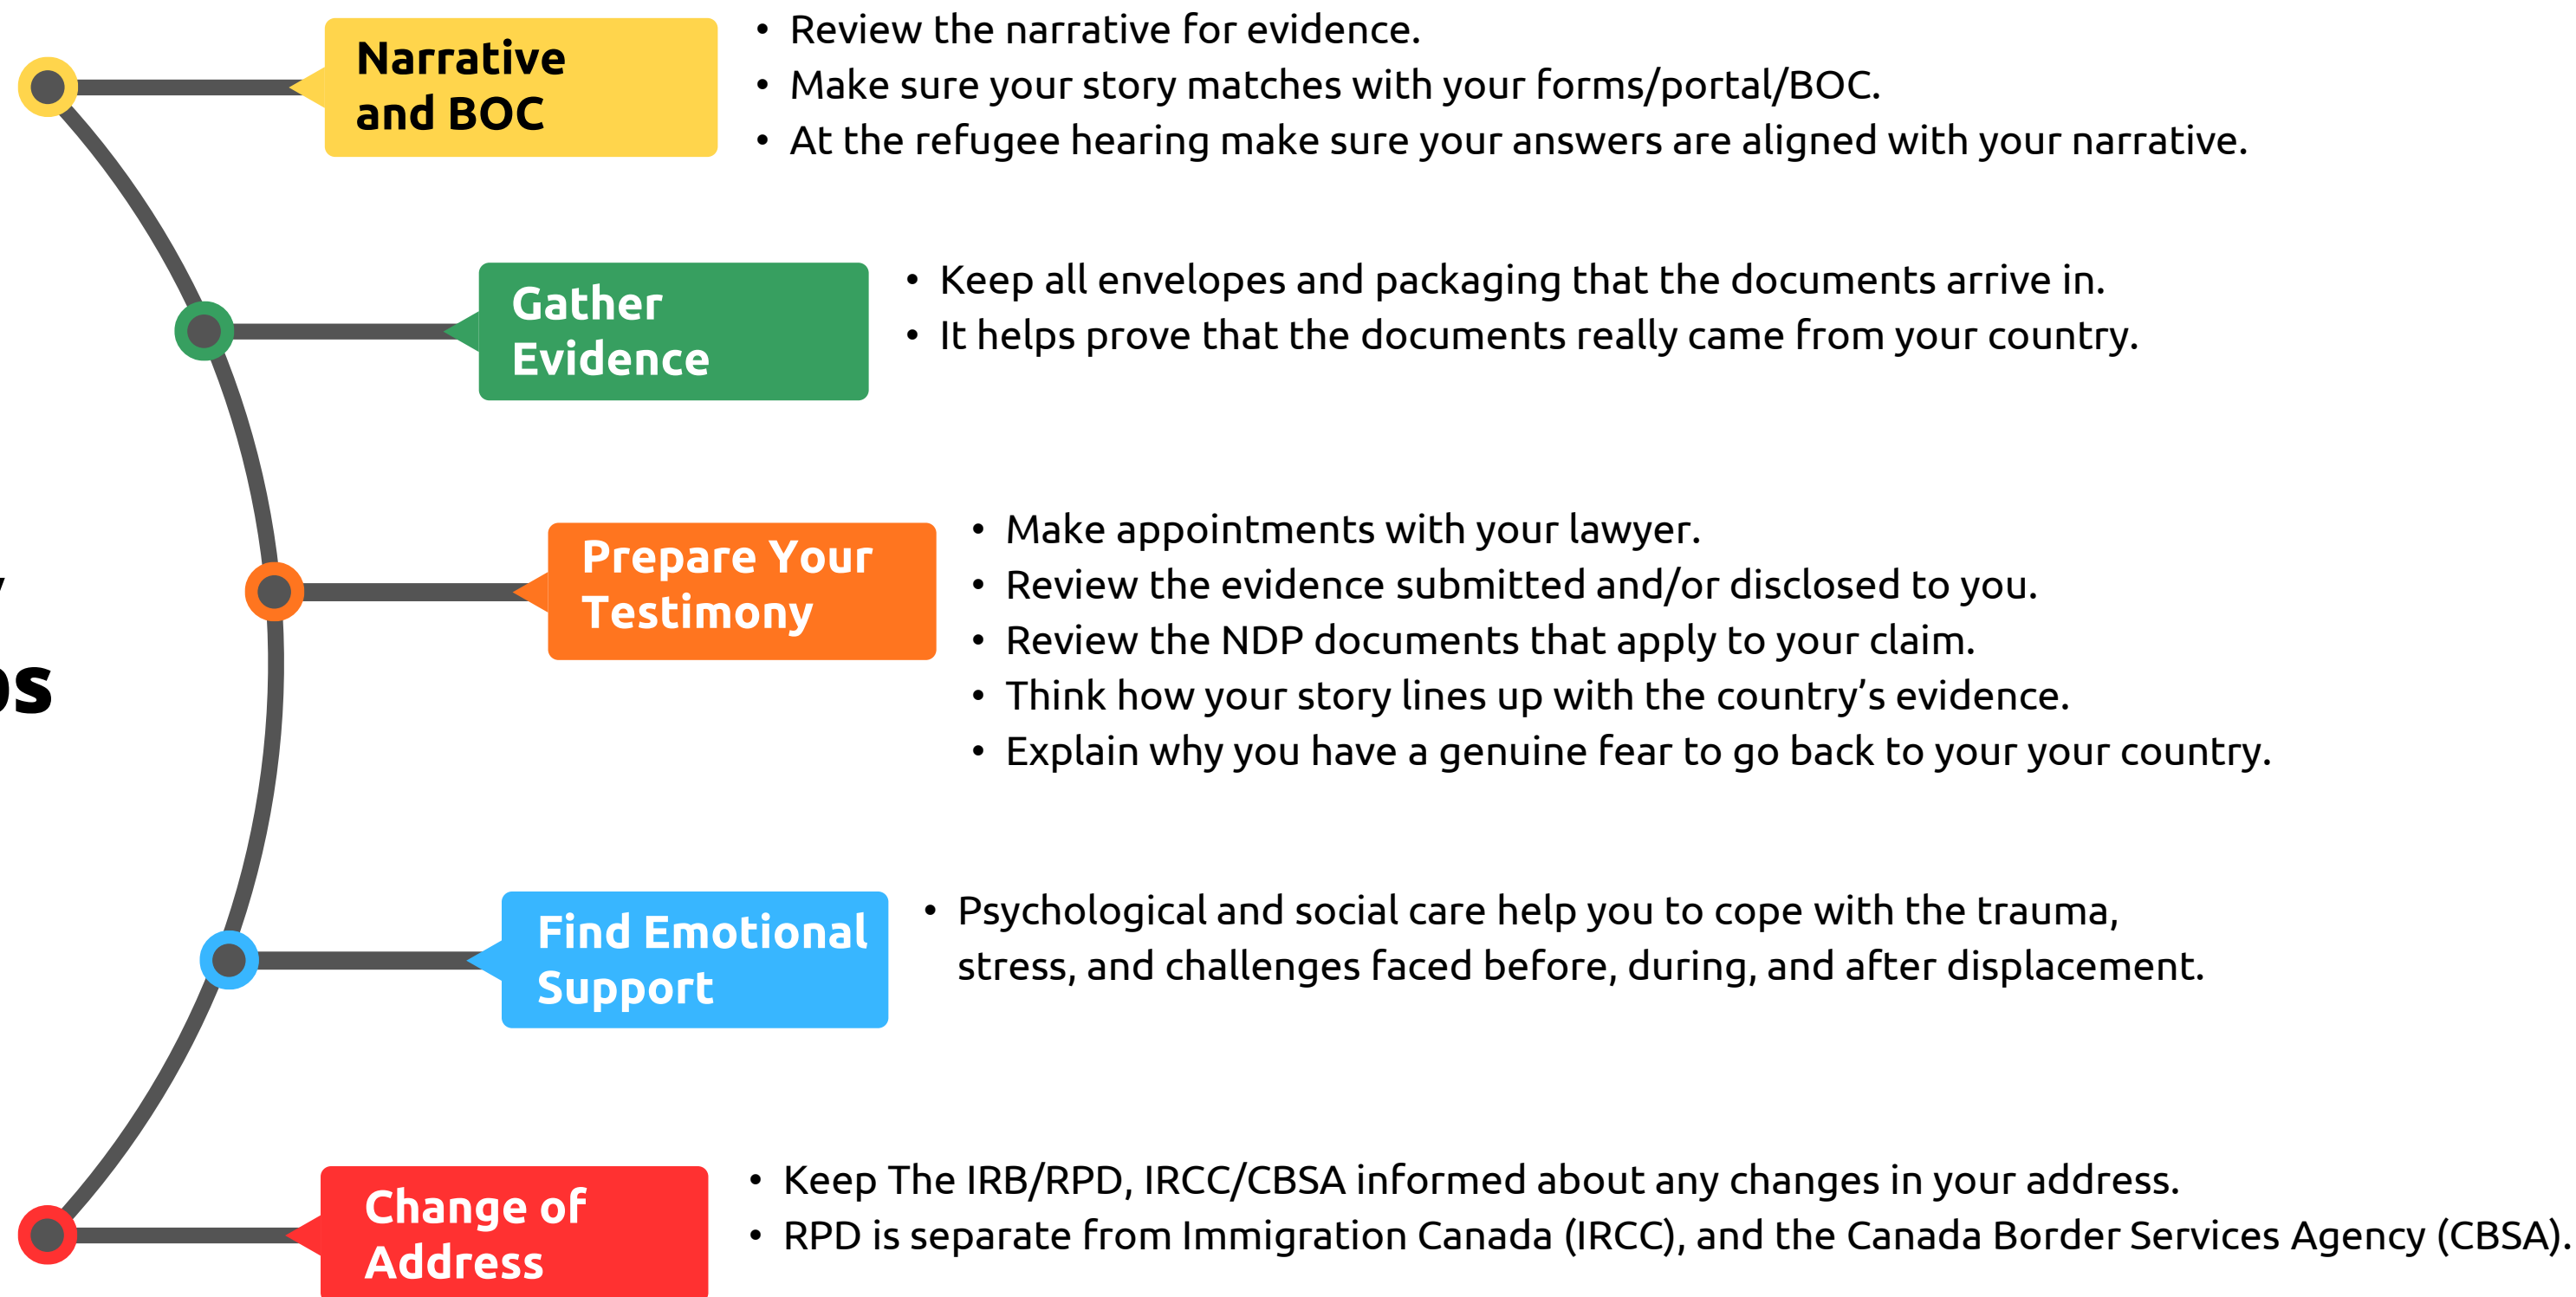 Narrative
and BOC
• Review the narrative for evidence.
• Make sure your story matches with your forms/portal/BOC.
• At the refugee hearing make sure your answers are aligned with your narrative.
Gather
Evidence
• Keep all envelopes and packaging that the documents arrive in.
• It helps prove that the documents really came from your country.
Prepare Your
Testimony
• Make appointments with your lawyer.
• Review the evidence submitted and/or disclosed to you.
• Review the NDP documents that apply to your claim.
• Think how your story lines up with the country’s evidence.
• Explain why you have a genuine fear to go back to your your country.
Find Emotional
Support
• Psychological and social care help you to cope with the trauma,
stress, and challenges faced before, during, and after displacement.
Change of
Address
• Keep The IRB/RPD, IRCC/CBSA informed about any changes in your address.
• RPD is separate from Immigration Canada (IRCC), and the Canada Border Services Agency (CBSA).